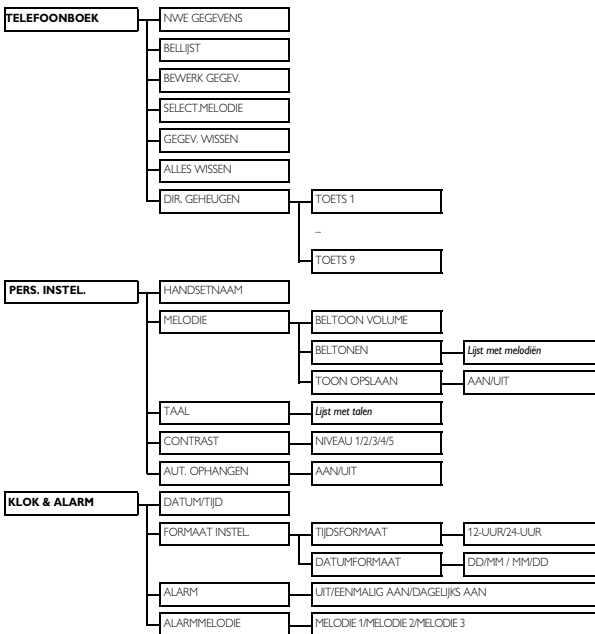 TELEFOONBOEK NWE GEGEVENS
BELLIJST
BEWERK GEGEV.
SELECT.MELODIE
GEGEV. WISSEN
ALLES WISSEN
DIR. GEHEUGEN TOETS 1
...
TOETS 9
PERS. INSTEL. HANDSETNAAM
MELODIE BELTOON VOLUME
BELTONEN Lijst met melodiën
TOON OPSLAAN AAN/UIT
TAAL Lijst met talen
CONTRAST NIVEAU 1/2/3/4/5
AUT. OPHANGEN AAN/UIT
KLOK & ALARM DATUM/TIJD
FORMAAT INSTEL. TIJDSFORMAAT 12-UUR/24-UUR
DATUMFORMAAT DD/MM / MM/DD
ALARM UIT/EENMALIG AAN/DAGELIJKS AAN
ALARMMELODIE MELODIE 1/MELODIE 2/MELODIE 3